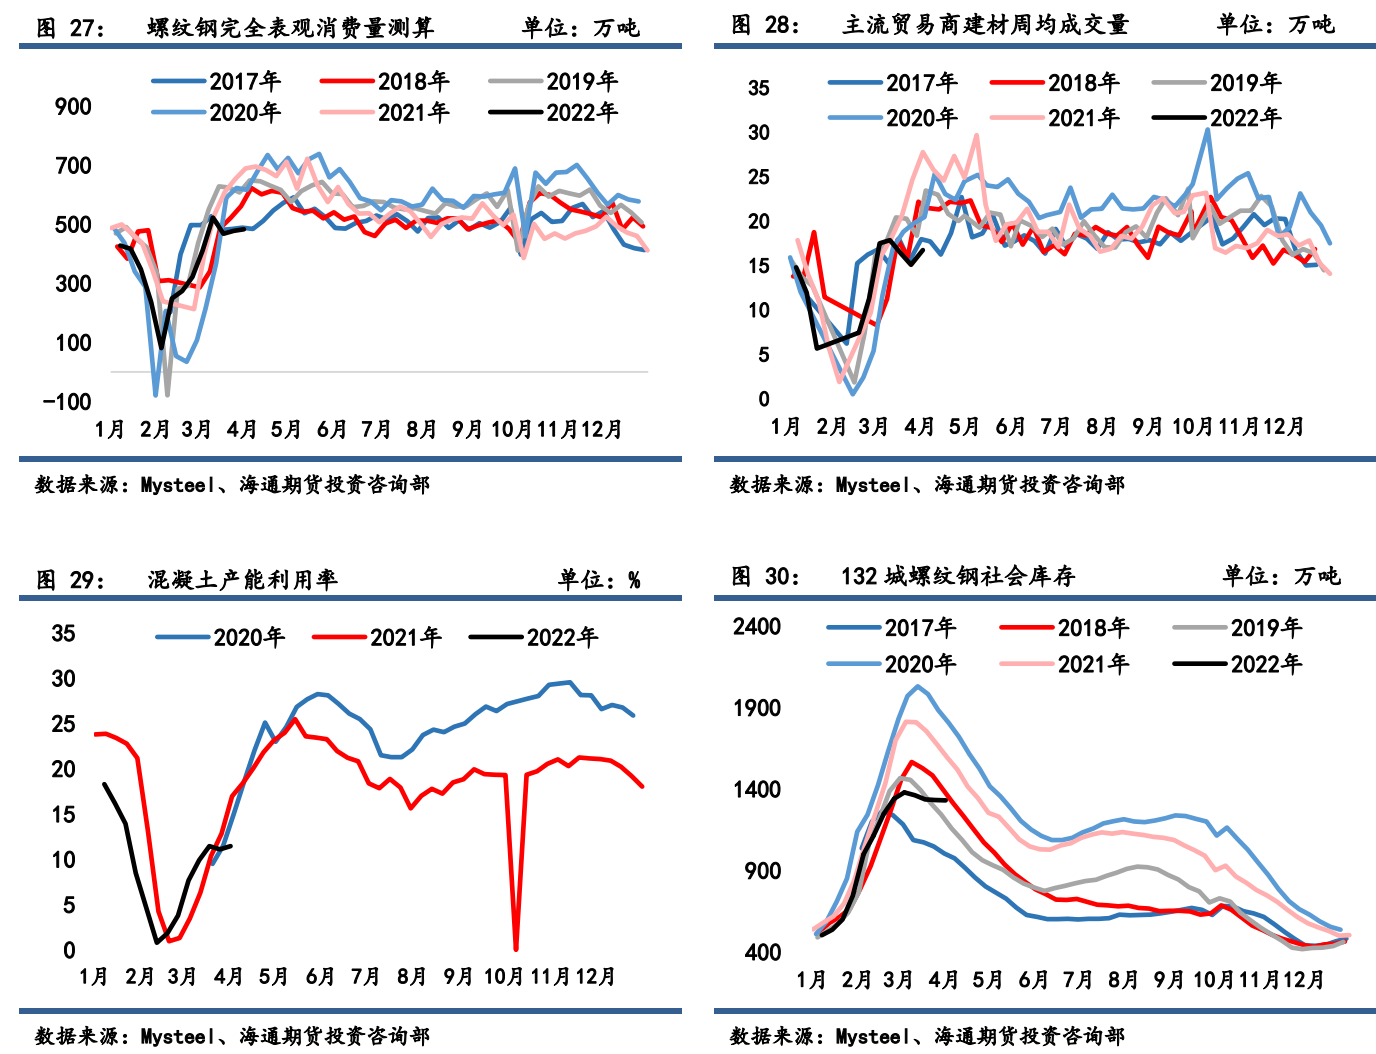 图 27: 螺纹钢完全表观消费量测算 单位：万吨
2017年 2018年 2019年
2020年 2021年 2022年
900
700
500
300
100
-100
1月 2月 3月 4月 5月 6月 7月 8月 9月 10月 11月 12月
数据来源：Mysteel、海通期货投资咨询部
图 28: 主流贸易商建材周均成交量 单位：万吨
2017年 2018年 2019年
2020年 2021年 2022年
35
30
25
20
15
10
5
0
1月 2月 3月 4月 5月 6月 7月 8月 9月 10月 11月 12月
数据来源：Mysteel、海通期货投资咨询部
图 29: 混凝土产能利用率 单位：%
2020年 2021年 2022年
35
30
25
20
15
10
5
0
1月 2月 3月 4月 5月 6月 7月 8月 9月 10月 11月 12月
数据来源：Mysteel、海通期货投资咨询部
图 30: 132 城螺纹钢社会库存 单位：万吨
2017年 2018年 2019年
2020年 2021年 2022年
2400
1900
1400
900
400
1月 2月 3月 4月 5月 6月 7月 8月 9月 10月 11月 12月
数据来源：Mysteel、海通期货投资咨询部